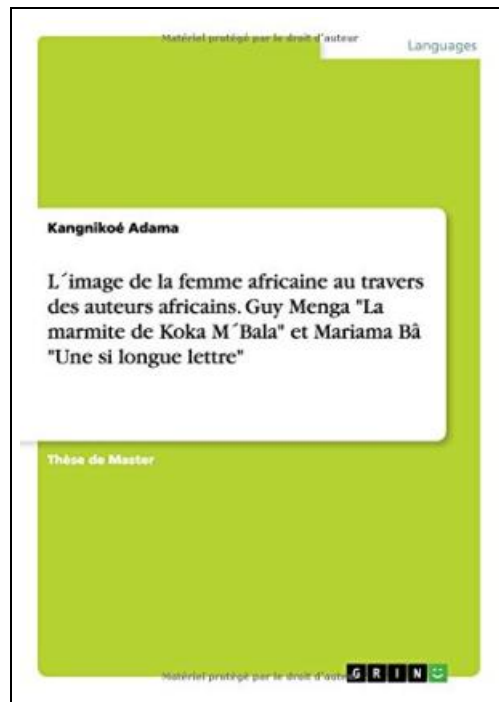 Matériel protégé par le droit d'auteur
Languages
Kangnikoé Adama
L´image de la femme africaine au travers
des auteurs africains. Guy Menga "La
marmite de Koka M´Bala" et Mariama Bâ
"Une si longue lettre"
Thèse de Master
Matériel protégé par le droit d'aute
GRIN